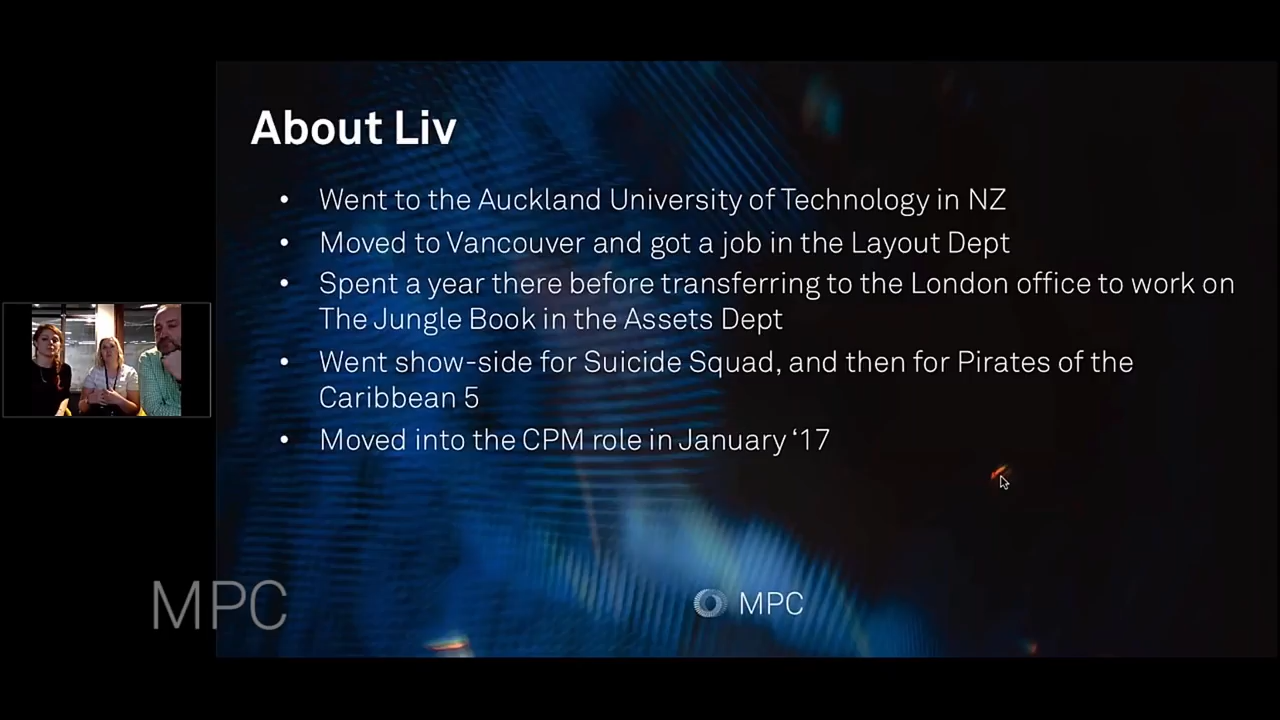 About Liv
• Went to the Auckland University of Technology in NZ
• Moved to Vancouver and got a job in the Layout Dept
• Spent a year there before transferring to the London office to work on
The Jungle Book in the Assets Dept
• Went show-side for Suicide Squad, and then for Pirates of the
Caribbean 5
• Moved into the CPM role in January ‘17
MPC
MPC